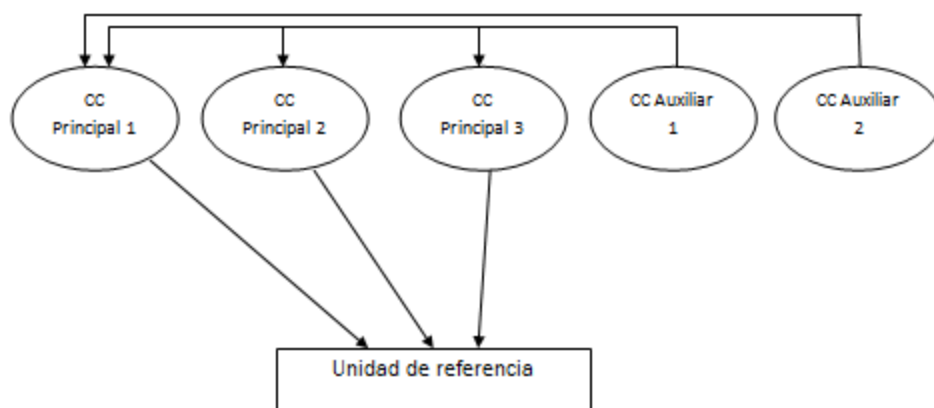 CC
Principal 1
CC
Principal 2
CC
Principal 3
CC Auxiliar
1
CC Auxiliar
2
Unidad de referencia